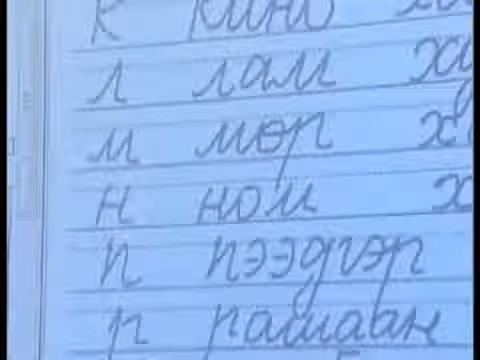 к кино
л лам
м мөр
н ном
п пээдгэр
р рашаан